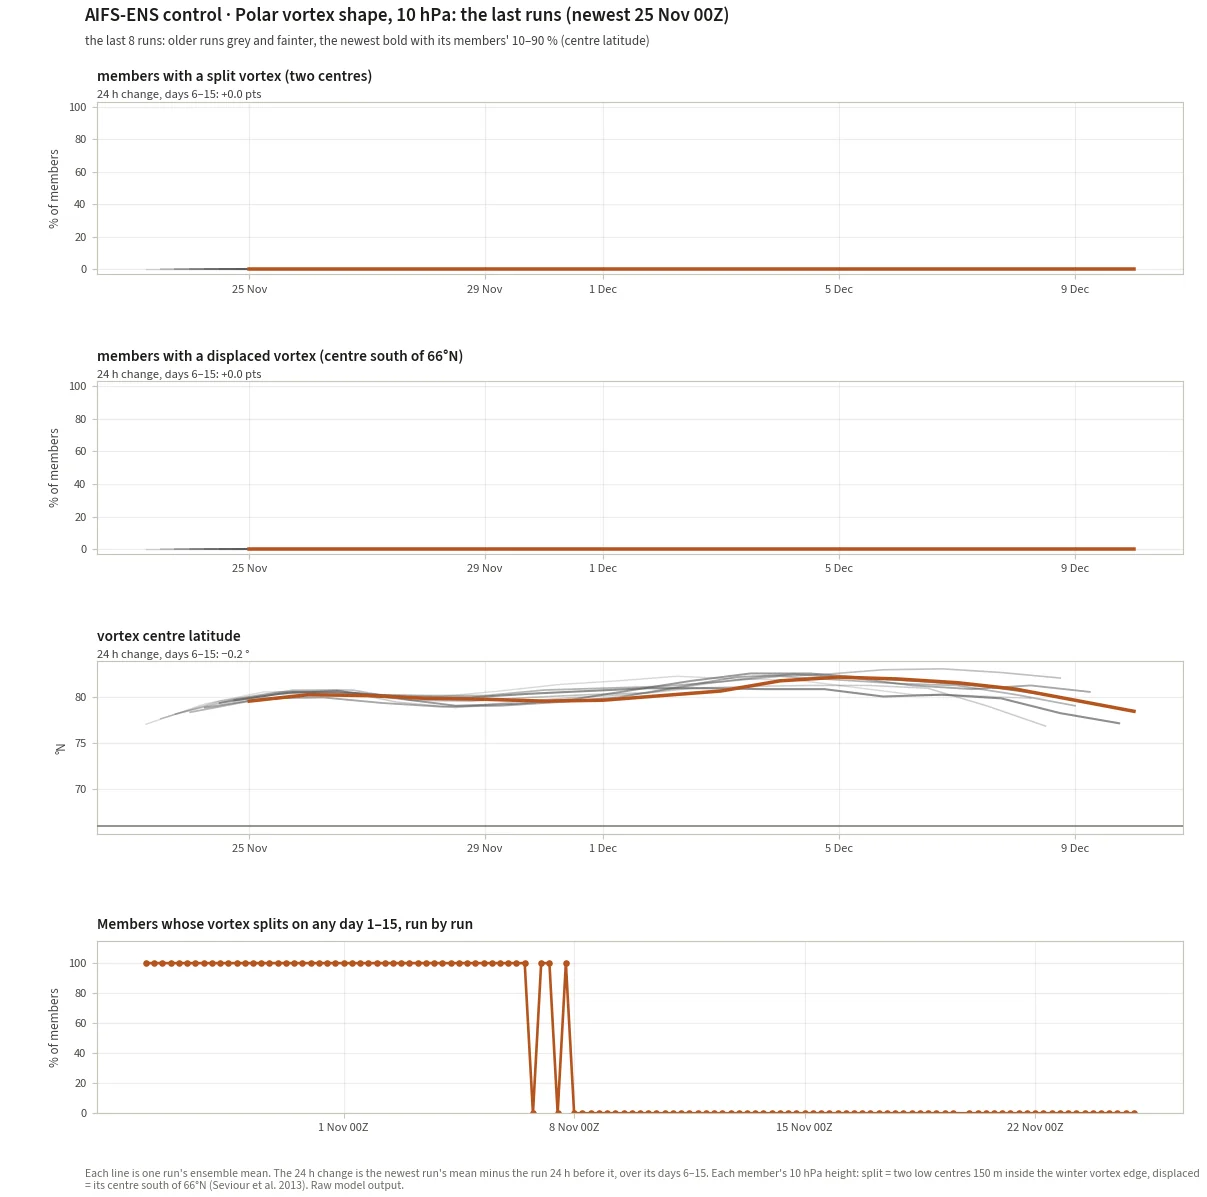 AIFS-ENS control · Polar vortex shape, 10 hPa: the last runs (newest 25 Nov 00Z)
the last 8 runs: older runs grey and fainter, the newest bold with its members' 10–90 % (centre latitude)
members with a split vortex (two centres)
24 h change, days 6–15: +0.0 pts
100
80
60
40
20
0
% of members
25 Nov
29 Nov
1 Dec
5 Dec
9 Dec
members with a displaced vortex (centre south of 66°N)
24 h change, days 6–15: +0.0 pts
100
80
60
40
20
0
% of members
25 Nov
29 Nov
1 Dec
5 Dec
9 Dec
vortex centre latitude
24 h change, days 6–15: −0.2 °
80
75
70
°N
25 Nov
29 Nov
1 Dec
5 Dec
9 Dec
Members whose vortex splits on any day 1–15, run by run
100
80
60
40
20
0
% of members
1 Nov 00Z
8 Nov 00Z
15 Nov 00Z
22 Nov 00Z
Each line is one run's ensemble mean. The 24 h change is the newest run's mean minus the run 24 h before it, over its days 6–15. Each member's 10 hPa height: split = two low centres 150 m inside the winter vortex edge, displaced
= its centre south of 66°N (Seviour et al. 2013). Raw model output.